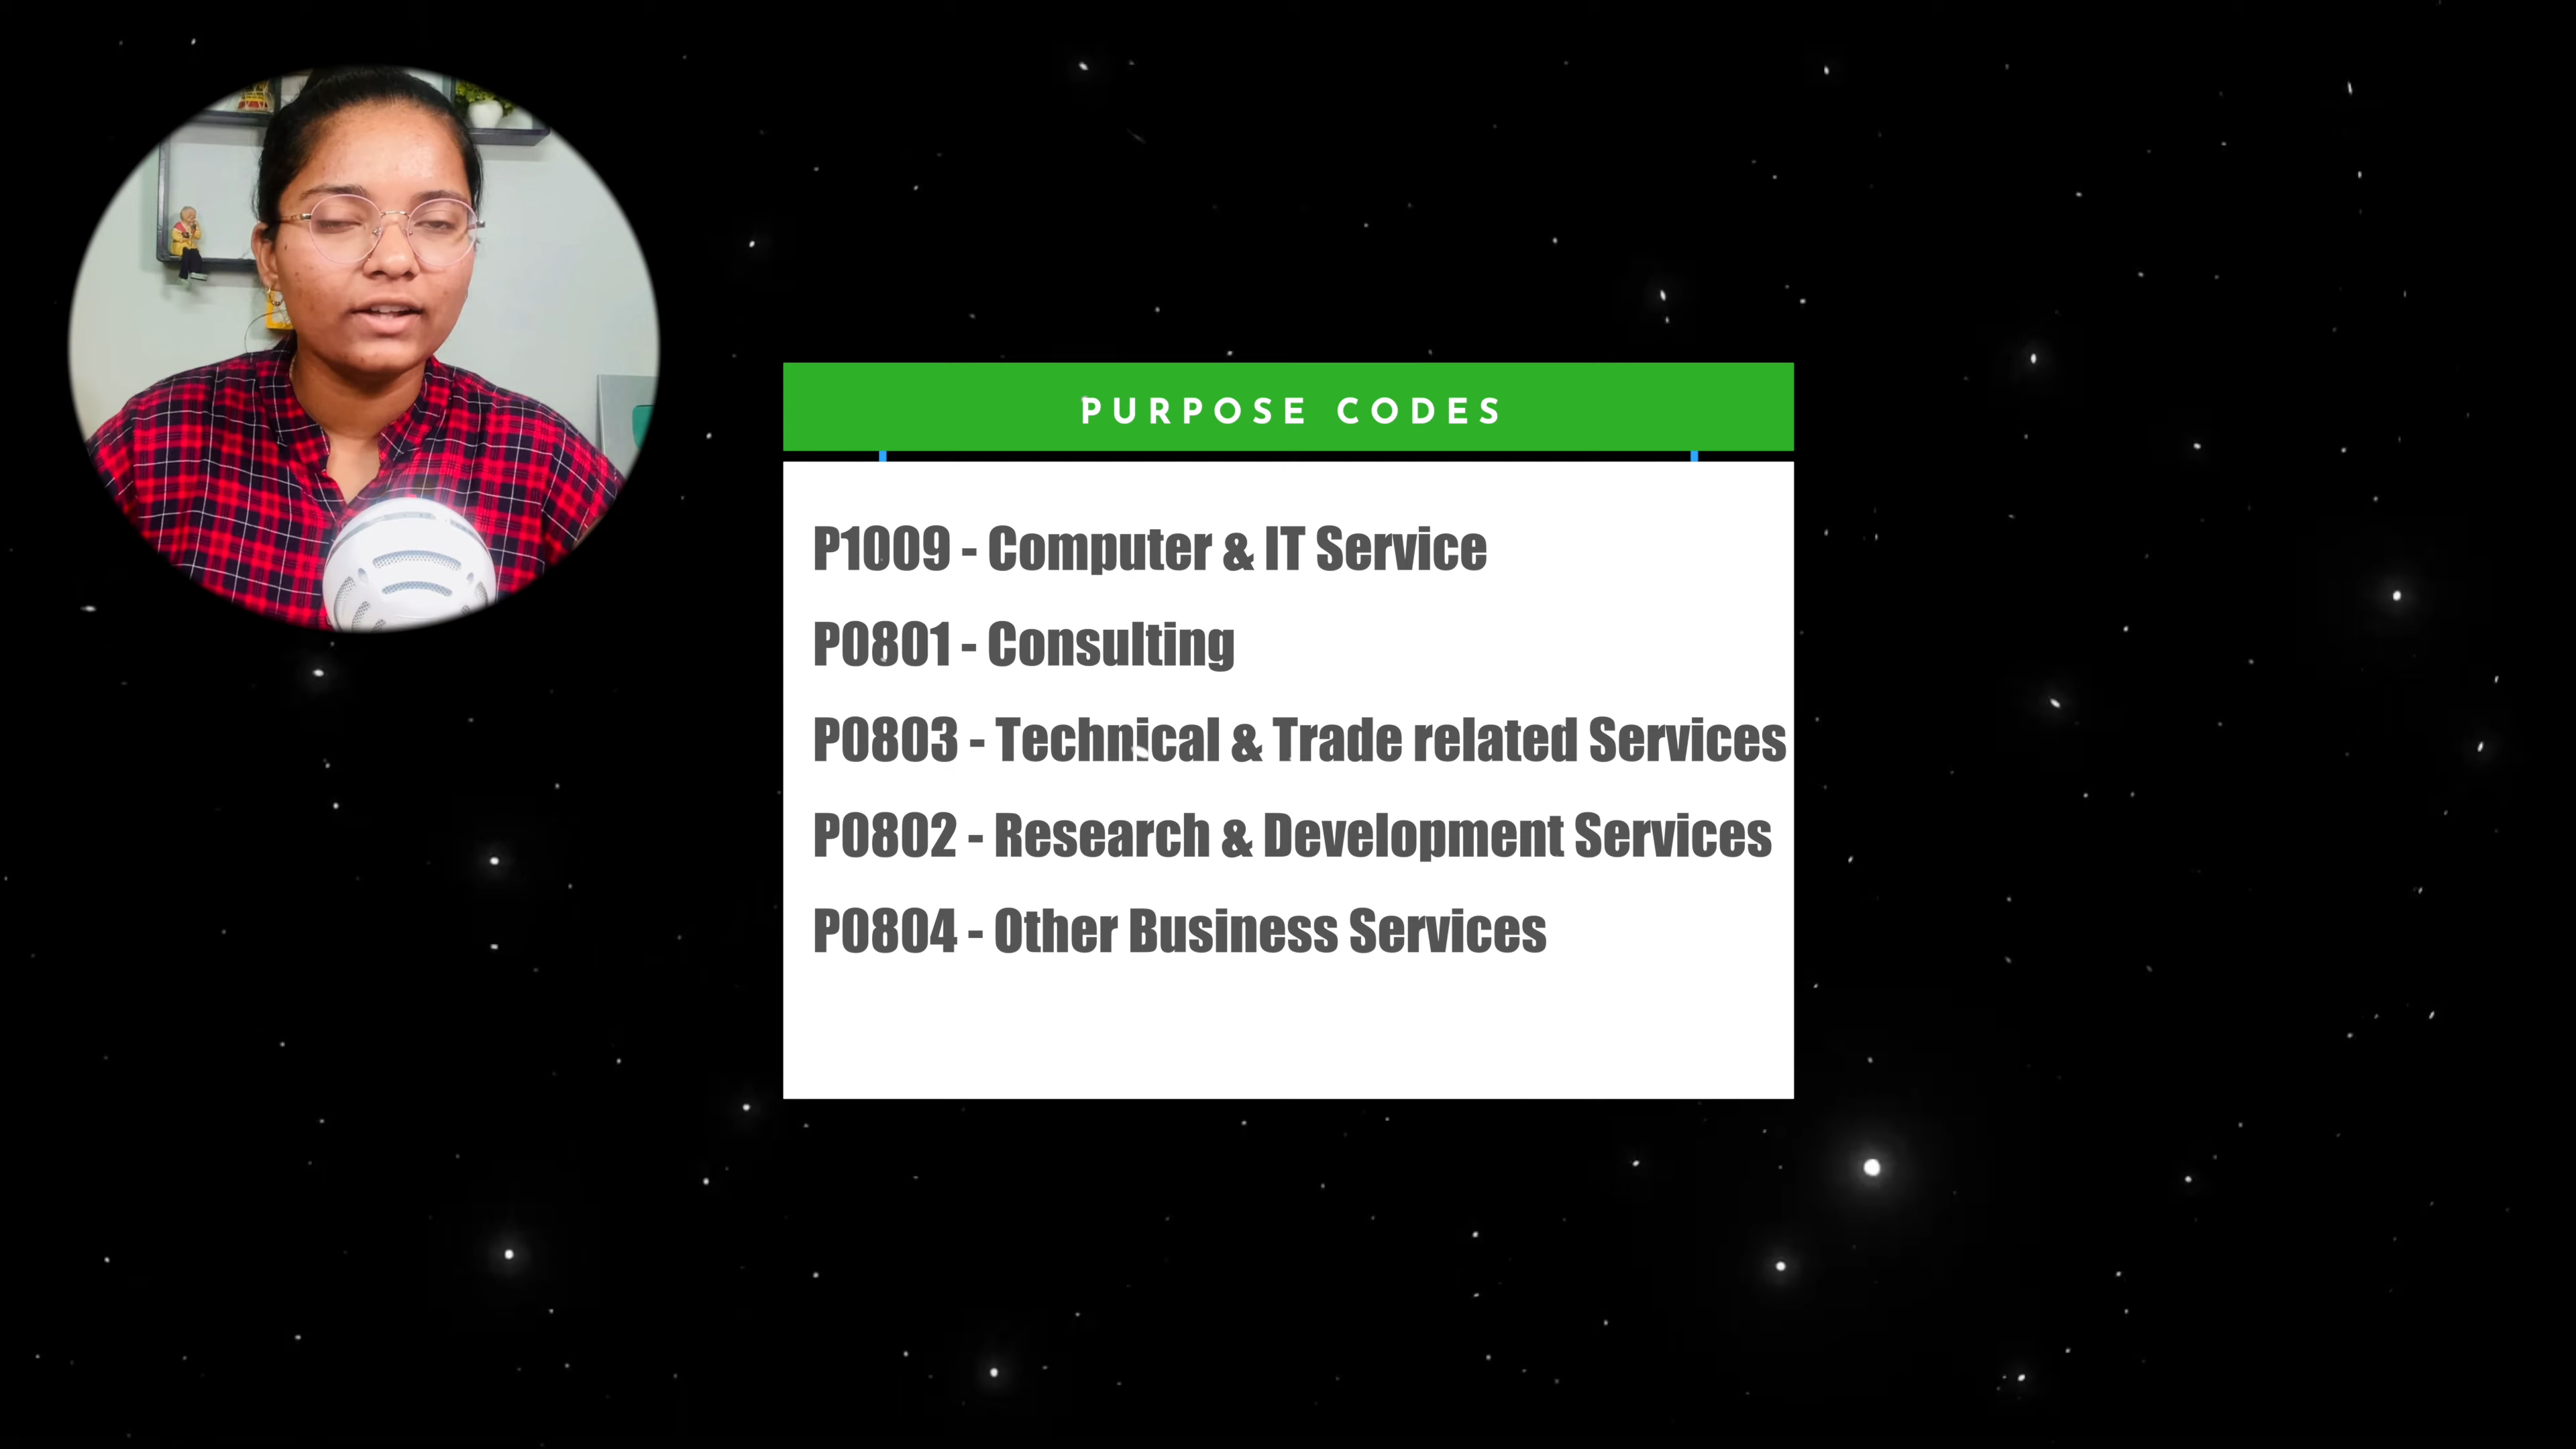 PURPOSE CODES
P1009 - Computer & IT Service
P0801 - Consulting
P0803 - Technical & Trade related Services
P0802 - Research & Development Services
P0804 - Other Business Services